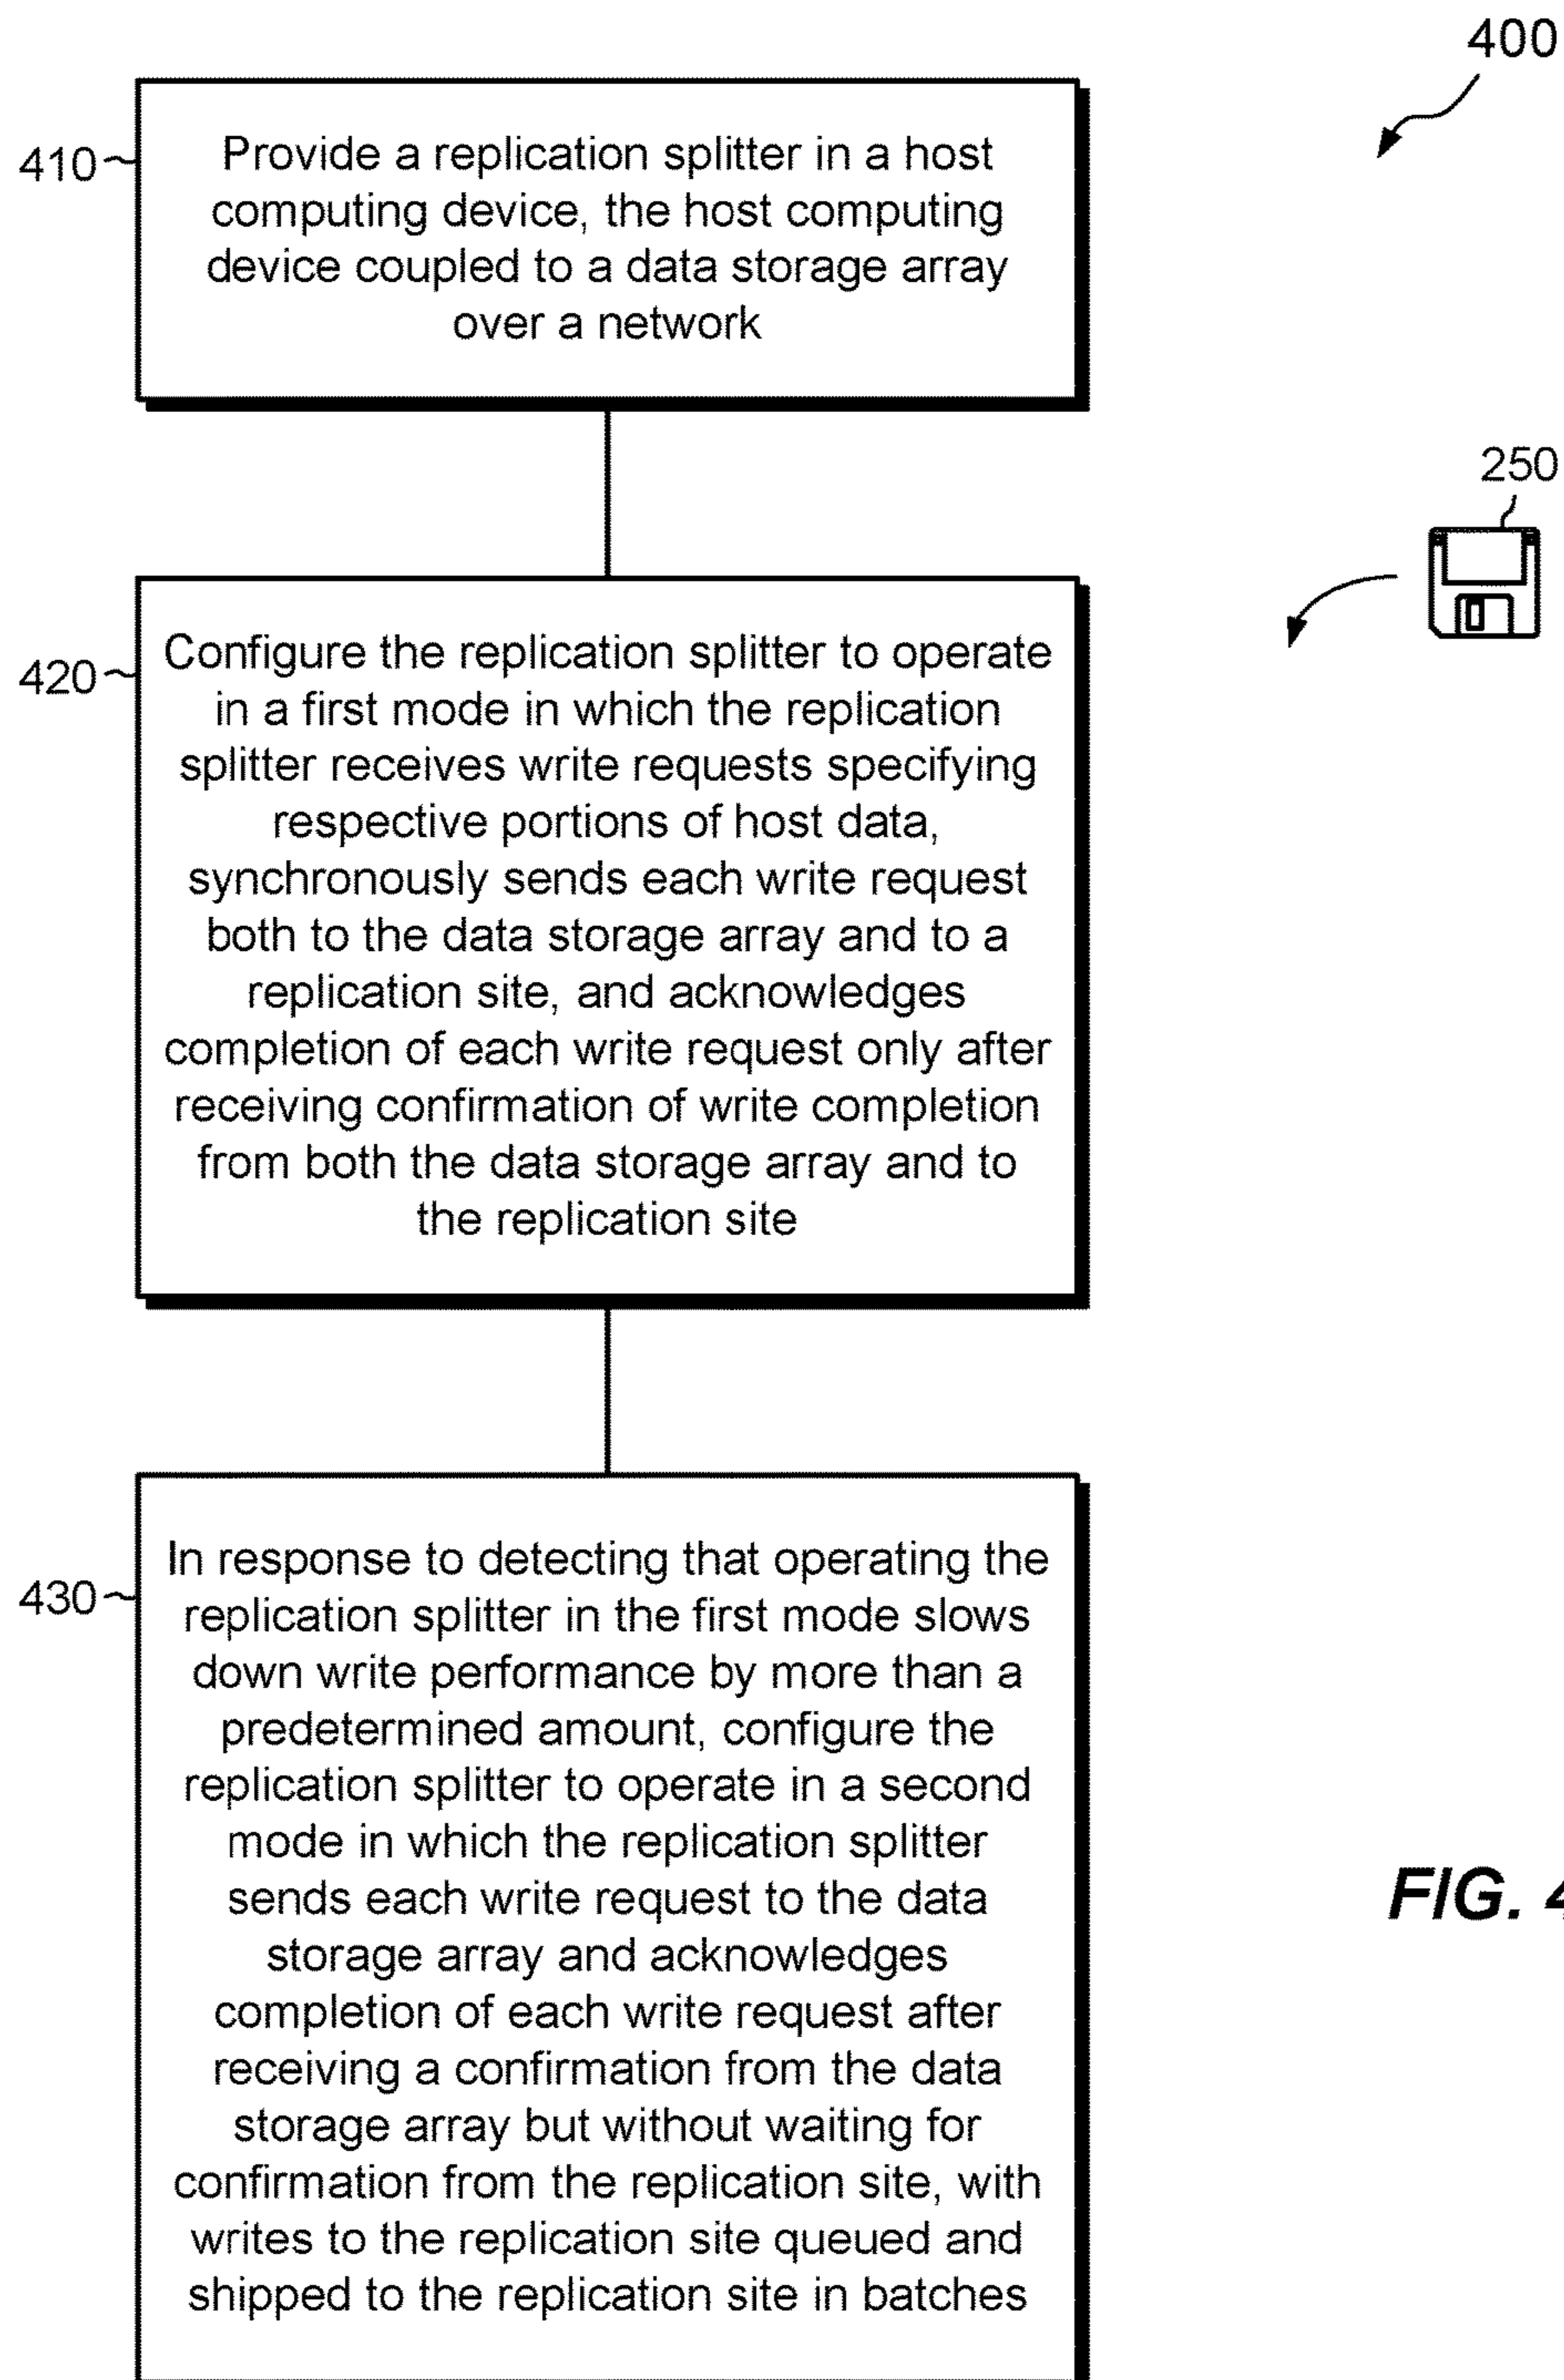 400
410
Provide a replication splitter in a host
computing device, the host computing
device coupled to a data storage array
over a network
250
420
Configure the replication splitter to operate
in a first mode in which the replication
splitter receives write requests specifying
respective portions of host data,
synchronously sends each write request
both to the data storage array and to a
replication site, and acknowledges
completion of each write request only after
receiving confirmation of write completion
from both the data storage array and to
the replication site
430
In response to detecting that operating the
replication splitter in the first mode slows
down write performance by more than a
predetermined amount, configure the
replication splitter to operate in a second
mode in which the replication splitter
sends each write request to the data
storage array and acknowledges
completion of each write request after
receiving a confirmation from the data
storage array but without waiting for
confirmation from the replication site, with
writes to the replication site queued and
shipped to the replication site in batches
FIG. 4